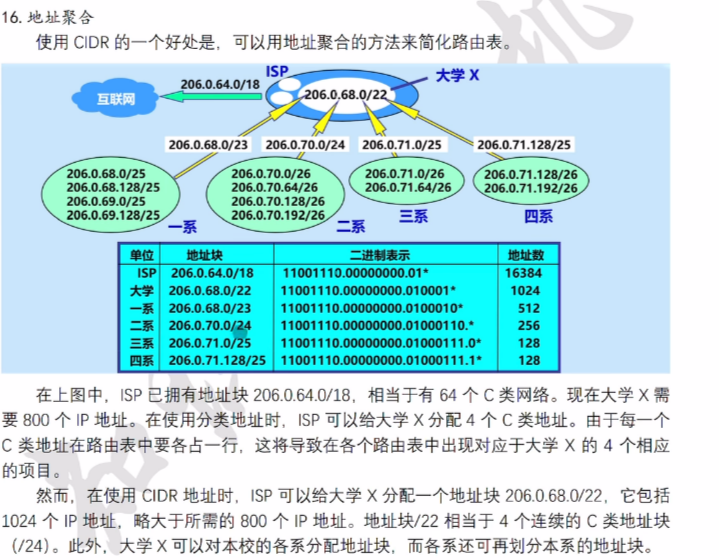 16. 地址聚合
使用 CIDR 的一个好处是，可以用地址聚合的方法来简化路由表。
ISP
大学 X
206.0.64.0/18
互联网
206.0.68.0/22
206.0.68.0/23
206.0.70.0/24
206.0.71.0/25
206.0.71.128/25
206.0.68.0/25
206.0.68.128/25
206.0.69.0/25
206.0.69.128/25
一系
206.0.70.0/26
206.0.70.64/26
206.0.70.128/26
206.0.70.192/26
二系
206.0.71.0/26
206.0.71.64/26
三系
206.0.71.128/26
206.0.71.192/26
四系
单位 地址块 二进制表示 地址数
ISP 206.0.64.0/18 11001110.00000000.01* 16384
大学 206.0.68.0/22 11001110.00000000.010001* 1024
一系 206.0.68.0/23 11001110.00000000.0100010* 512
二系 206.0.70.0/24 11001110.00000000.01000110.* 256
三系 206.0.71.0/25 11001110.00000000.01000111.0* 128
四系 206.0.71.128/25 11001110.00000000.01000111.1* 128
在上图中，ISP 已拥有地址块 206.0.64.0/18，相当于有 64 个 C 类网络。现在大学 X 需
要 800 个 IP 地址。在使用分类地址时，ISP 可以给大学 X 分配 4 个 C 类地址。由于每一个
C 类地址在路由表中要各占一行，这将导致在各个路由表中出现对应于大学 X 的 4 个相应
的项目。
然而，在使用 CIDR 地址时，ISP 可以给大学 X 分配一个地址块 206.0.68.0/22，它包括
1024 个 IP 地址，略大于所需的 800 个 IP 地址。地址块/22 相当于 4 个连续的 C 类地址块
（/24）。此外，大学 X 可以对本校的各系分配地址块，而各系还可再划分本系的地址块。